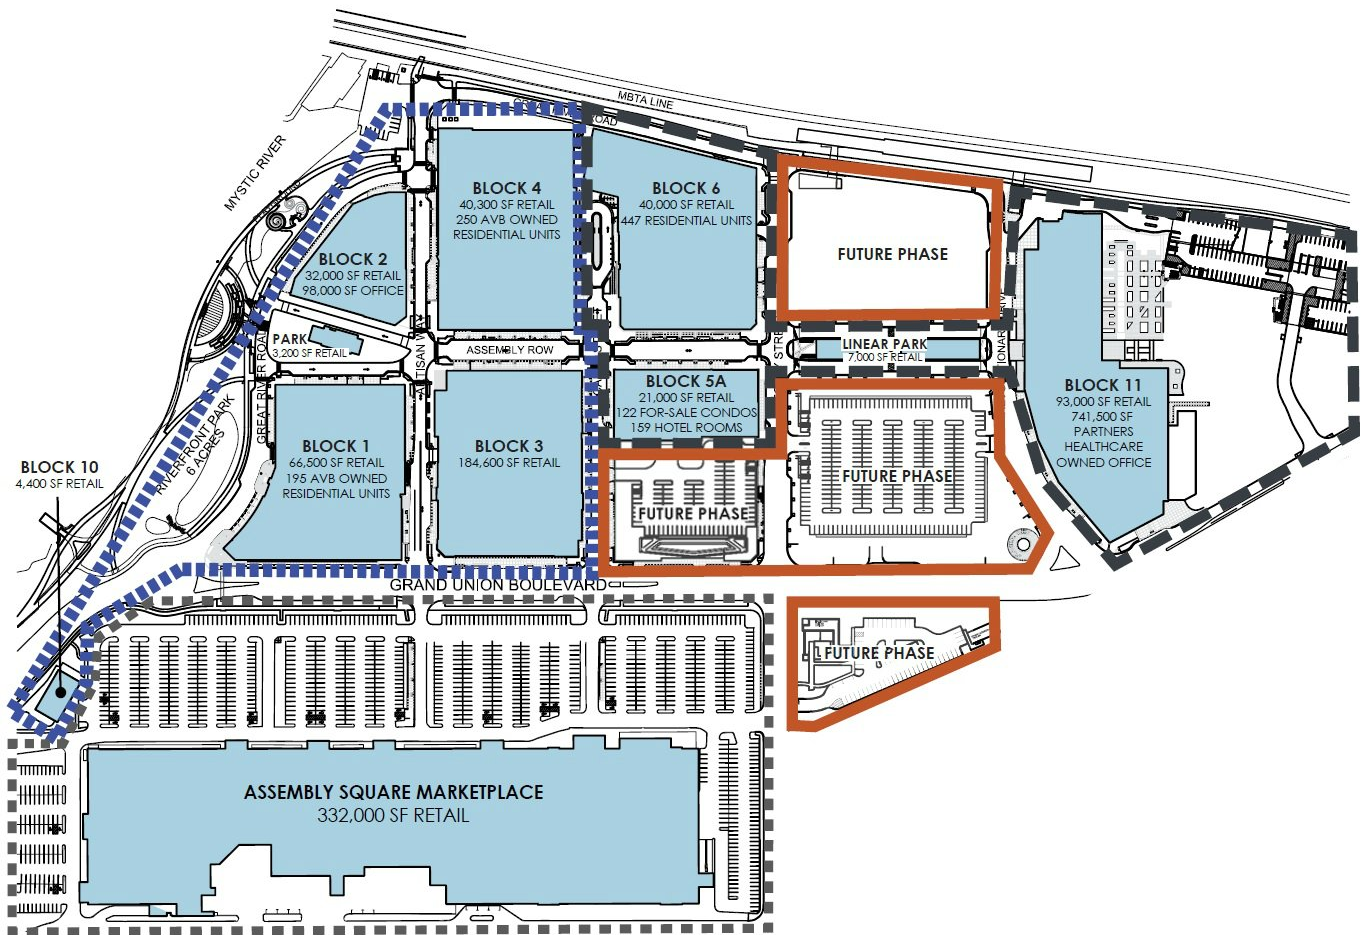 MBTA LINE
ROAD
MYSTIC RIVER
BLOCK 4
40,300 SF RETAIL
250 AVB OWNED
RESIDENTIAL UNITS
BLOCK 6
40,000 SF RETAIL
447 RESIDENTIAL UNITS
FUTURE PHASE
BLOCK 2
32,000 SF RETAIL
98,000 SF OFFICE
PARK
3,200 SF RETAIL
ASSEMBLY ROW
LINEAR PARK
7,000 SF RETAIL
BLOCK 5A
21,000 SF RETAIL
122 FOR-SALE CONDOS
159 HOTEL ROOMS
BLOCK 11
93,000 SF RETAIL
741,500 SF
PARTNERS
HEALTHCARE
OWNED OFFICE
GREAT RIVER ROAD
ARTISAN WAY
RIVERFRONT PARK
6 ACRES
BLOCK 1
66,500 SF RETAIL
195 AVB OWNED
RESIDENTIAL UNITS
BLOCK 3
184,600 SF RETAIL
FUTURE PHASE
FUTURE PHASE
BLOCK 10
4,400 SF RETAIL
GRAND UNION BOULEVARD
FUTURE PHASE
ASSEMBLY SQUARE MARKETPLACE
332,000 SF RETAIL